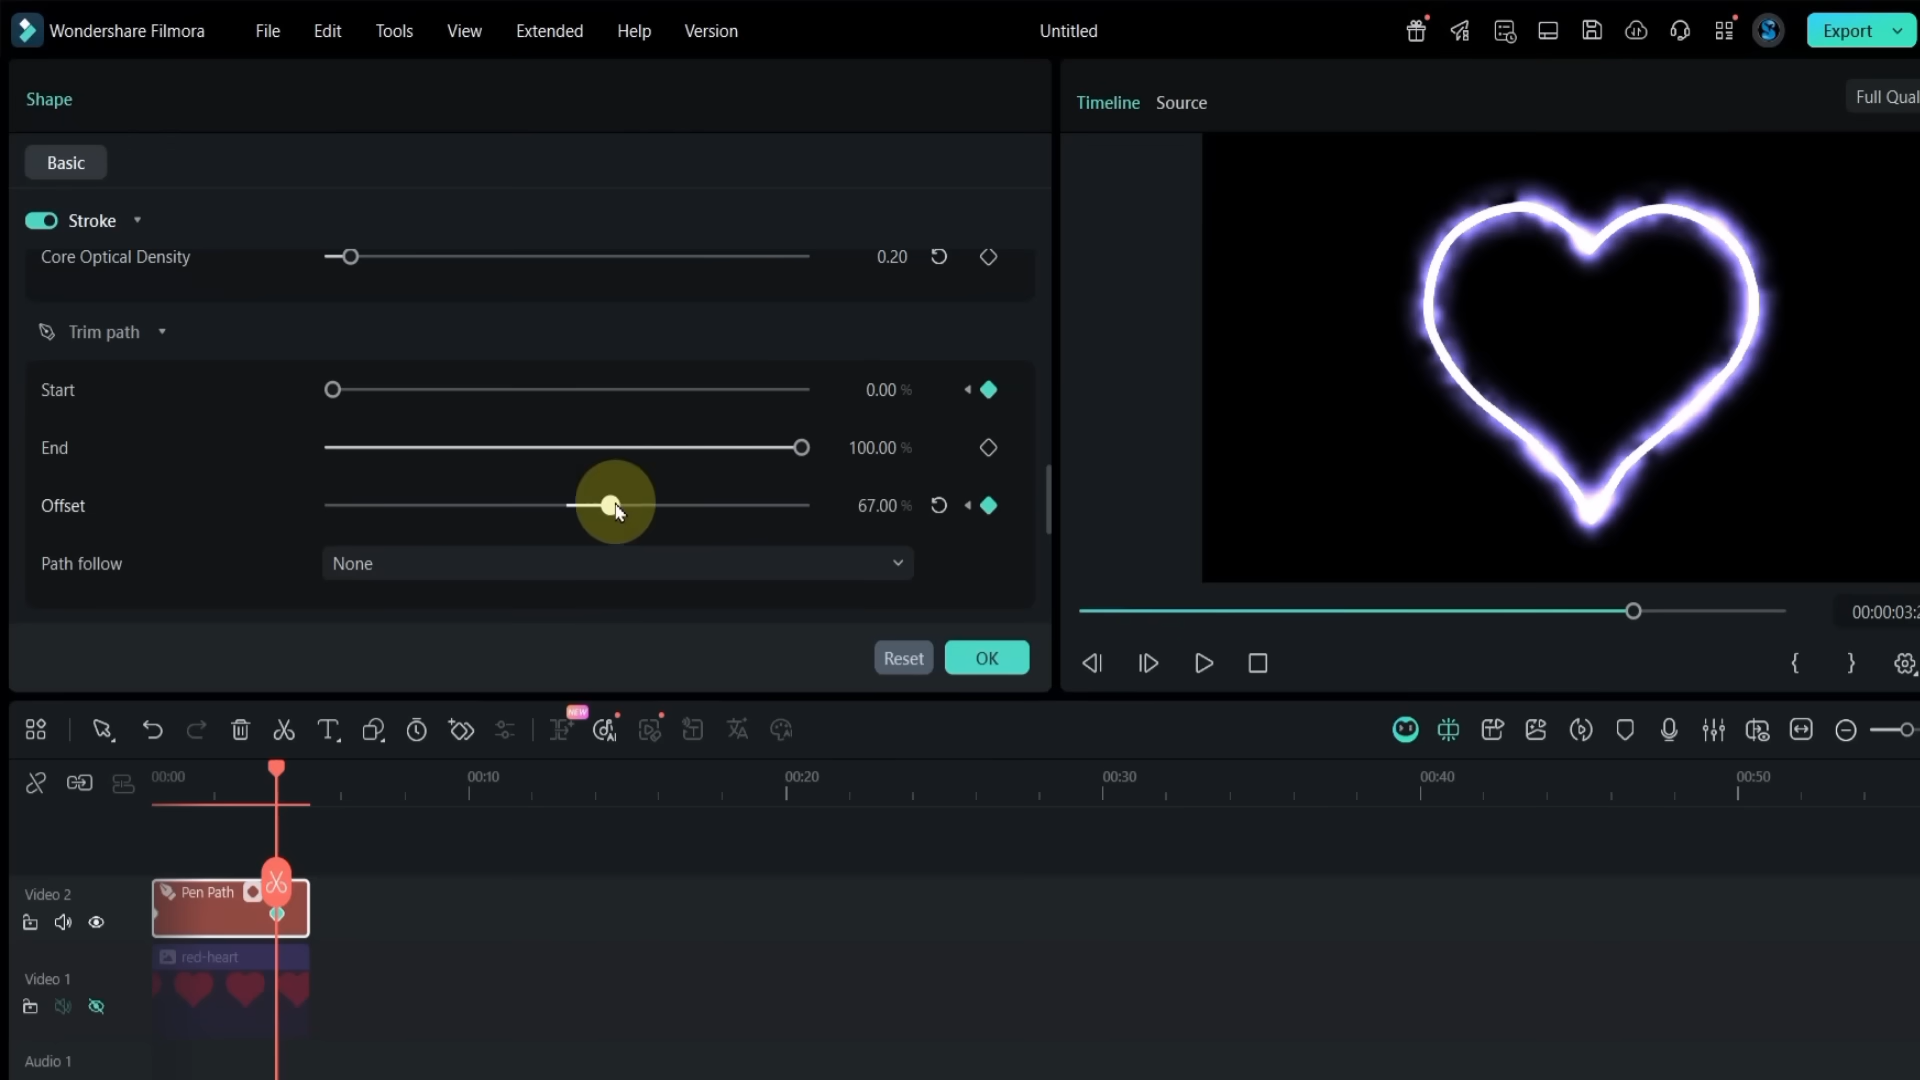 Wondershare Filmora File Edit Tools View Extended Help Version Untitled Export
Shape
Timeline Source
Full Qual
Basic
Stroke
Core Optical Density 0.20
Trim path
Start 0.00 %
End 100.00 %
Offset 67.00 %
Path follow None
00:00:03:2
Reset OK
NEW
00:00 00:10 00:20 00:30 00:40 00:50
Video 2
Pen Path
red-heart
Video 1
Audio 1